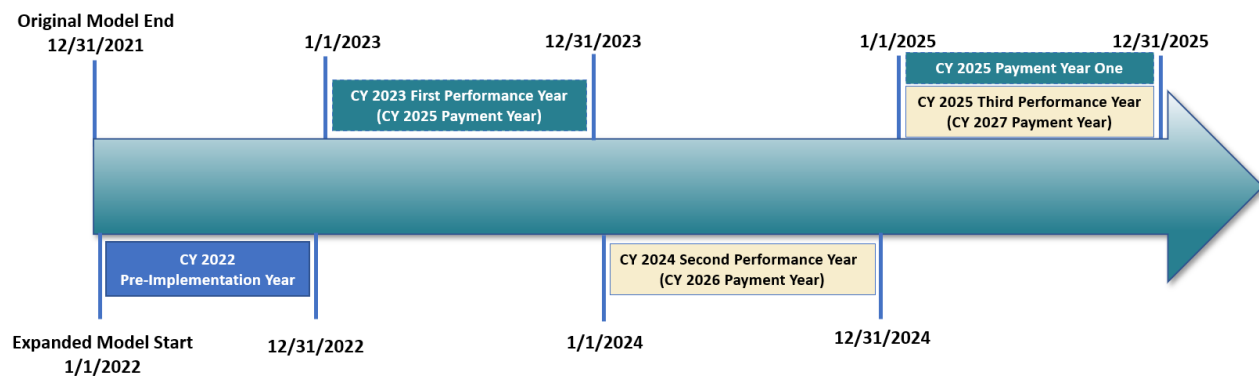 Original Model End
12/31/2021
1/1/2023
12/31/2023
1/1/2025
12/31/2025
CY 2023 First Performance Year
(CY 2025 Payment Year)
CY 2025 Payment Year One
CY 2025 Third Performance Year
(CY 2027 Payment Year)
CY 2022
Pre-Implementation Year
CY 2024 Second Performance Year
(CY 2026 Payment Year)
Expanded Model Start
1/1/2022
12/31/2022
1/1/2024
12/31/2024